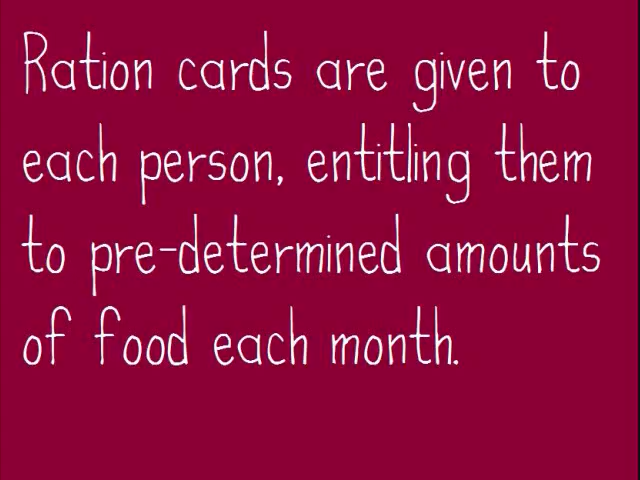 Ration cards are given to
each person, entitling them
to pre-determined amounts
of food each month.